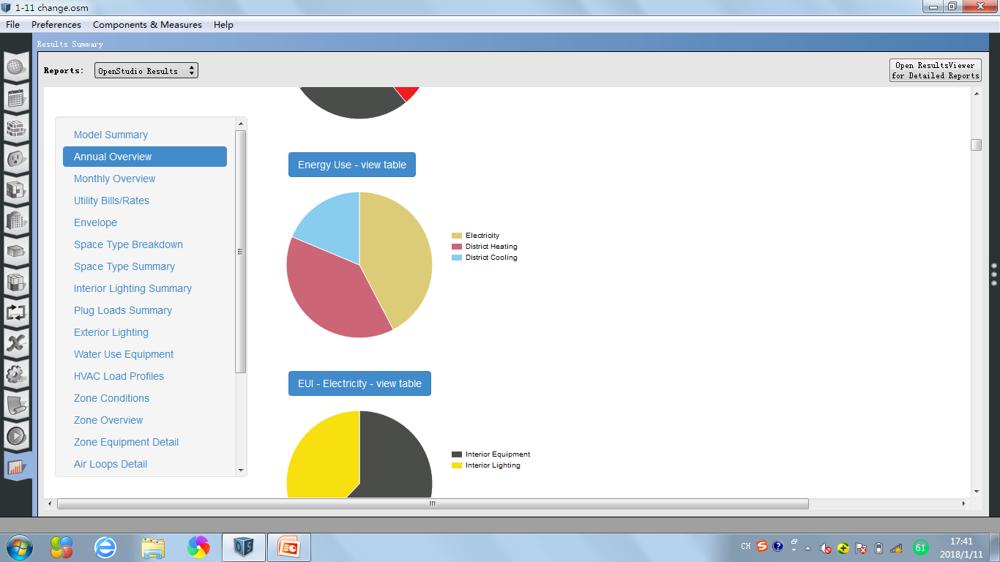 1-11 change.osm
File Preferences Components & Measures Help
Results Summary
Reports: OpenStudio Results
Open ResultsViewer
for Detailed Reports
Model Summary
Annual Overview
Monthly Overview
Utility Bills/Rates
Envelope
Space Type Breakdown
Space Type Summary
Interior Lighting Summary
Plug Loads Summary
Exterior Lighting
Water Use Equipment
HVAC Load Profiles
Zone Conditions
Zone Overview
Zone Equipment Detail
Air Loops Detail
Energy Use - view table
Electricity
District Heating
District Cooling
EUI - Electricity - view table
Interior Equipment
Interior Lighting
CH
61
17:41
2018/1/11